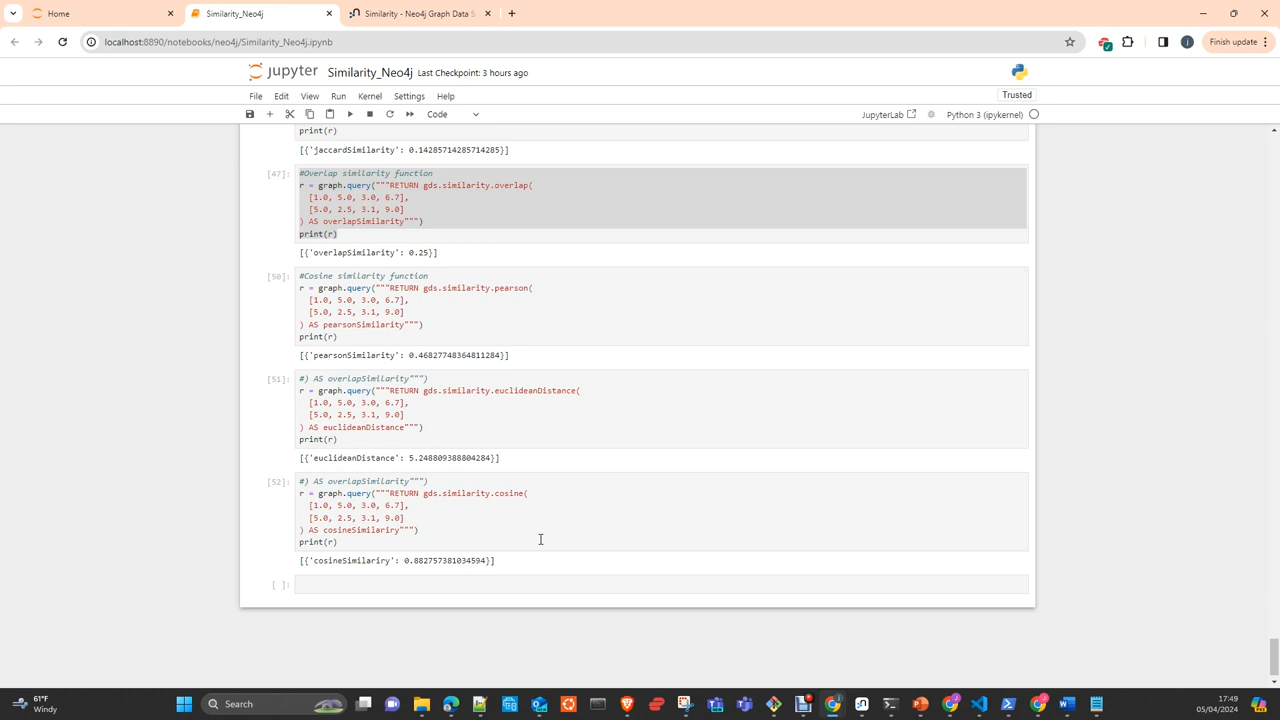 Home
Similarity_Neo4j
Similarity - Neo4j Graph Data S
localhost:8890/notebooks/neo4j/Similarity_Neo4j.ipynb
Finish update
jupyter Similarity_Neo4j Last Checkpoint: 3 hours ago
File Edit View Run Kernel Settings Help
Trusted
Code
JupyterLab
Python 3 (ipykernel)
print(r)
[{'jaccardSimilarity': 0.14285714285714285}]
[47]: #Overlap similarity function
r = graph.query("""RETURN gds.similarity.overlap(
[1.0, 5.0, 3.0, 6.7],
[5.0, 2.5, 3.1, 9.0]
) AS overlapSimilarity""")
print(r)
[{'overlapSimilarity': 0.25}]
[50]: #Cosine similarity function
r = graph.query("""RETURN gds.similarity.pearson(
[1.0, 5.0, 3.0, 6.7],
[5.0, 2.5, 3.1, 9.0]
) AS pearsonSimilarity""")
print(r)
[{'pearsonSimilarity': 0.46827748364811284}]
[51]: #) AS overlapSimilarity""")
r = graph.query("""RETURN gds.similarity.euclideanDistance(
[1.0, 5.0, 3.0, 6.7],
[5.0, 2.5, 3.1, 9.0]
) AS euclideanDistance""")
print(r)
[{'euclideanDistance': 5.248809388804284}]
[52]: #) AS overlapSimilarity""")
r = graph.query("""RETURN gds.similarity.cosine(
[1.0, 5.0, 3.0, 6.7],
[5.0, 2.5, 3.1, 9.0]
) AS cosineSimilariry""")
print(r)
[{'cosineSimilariry': 0.882757381034594}]
[ ]:
61°F
Windy
Search
17:49
05/04/2024